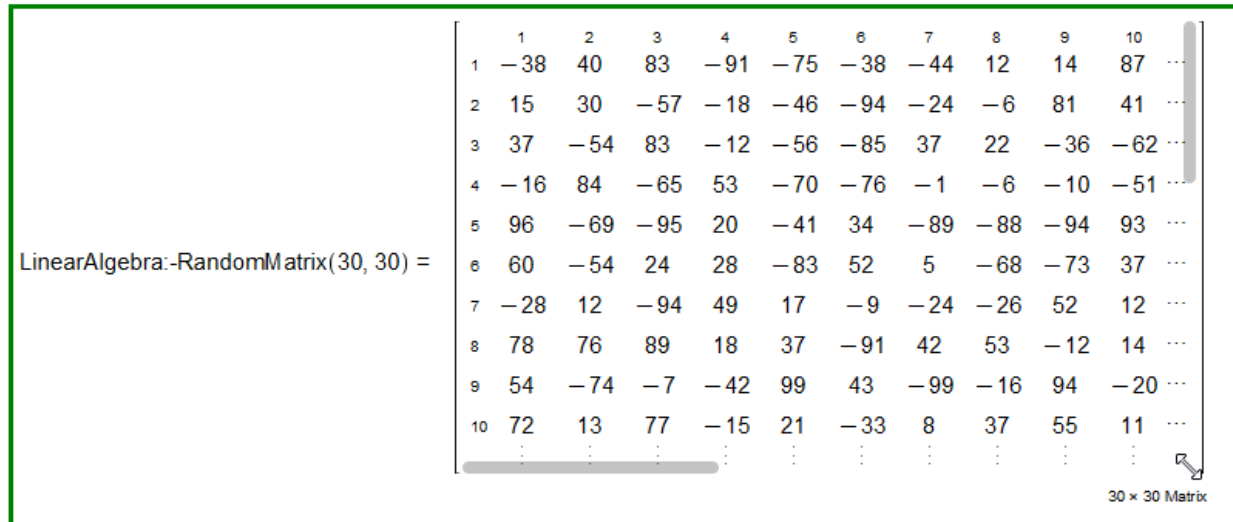 1 2 3 4 5 6 7 8 9 10
1 −38 40 83 −91 −75 −38 −44 12 14 87 ⋯
2 15 30 −57 −18 −46 −94 −24 −6 81 41 ⋯
3 37 −54 83 −12 −56 −85 37 22 −36 −62 ⋯
4 −16 84 −65 53 −70 −76 −1 −6 −10 −51 ⋯
5 96 −69 −95 20 −41 34 −89 −88 −94 93 ⋯
LinearAlgebra:-RandomMatrix(30, 30) =
6 60 −54 24 28 −83 52 5 −68 −73 37 ⋯
7 −28 12 −94 49 17 −9 −24 −26 52 12 ⋯
8 78 76 89 18 37 −91 42 53 −12 14 ⋯
9 54 −74 −7 −42 99 43 −99 −16 94 −20 ⋯
10 72 13 77 −15 21 −33 8 37 55 11 ⋯
⋮ ⋮ ⋮ ⋮ ⋮ ⋮ ⋮ ⋮ ⋮ ⋮
30 × 30 Matrix